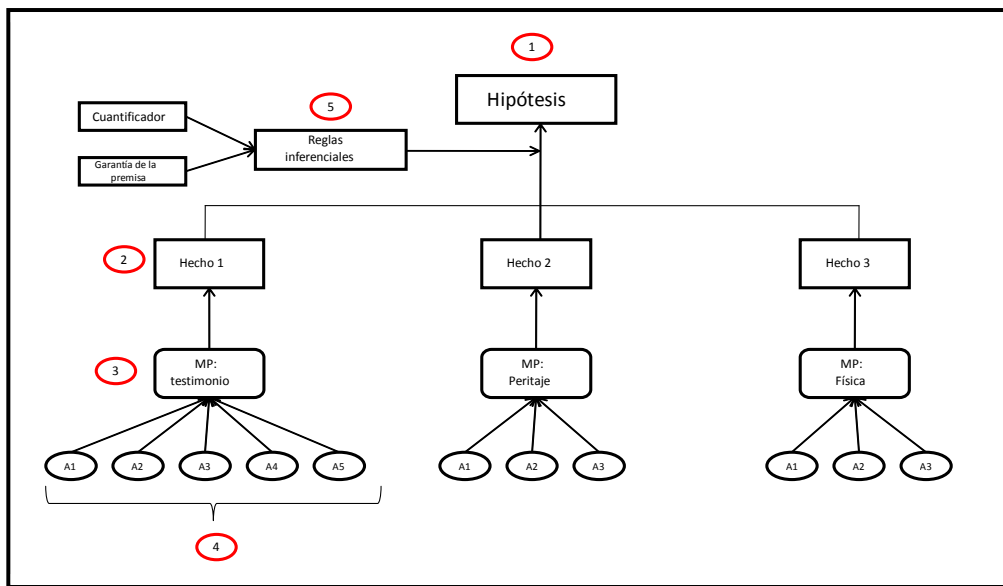 1
Hipótesis
5
Cuantificador
Reglas
inferenciales
Garantía de la
premisa
2
Hecho 1
Hecho 2
Hecho 3
3
MP:
testimonio
MP:
Peritaje
MP:
Física
A1
A2
A3
A4
A5
A1
A2
A3
A1
A2
A3
4